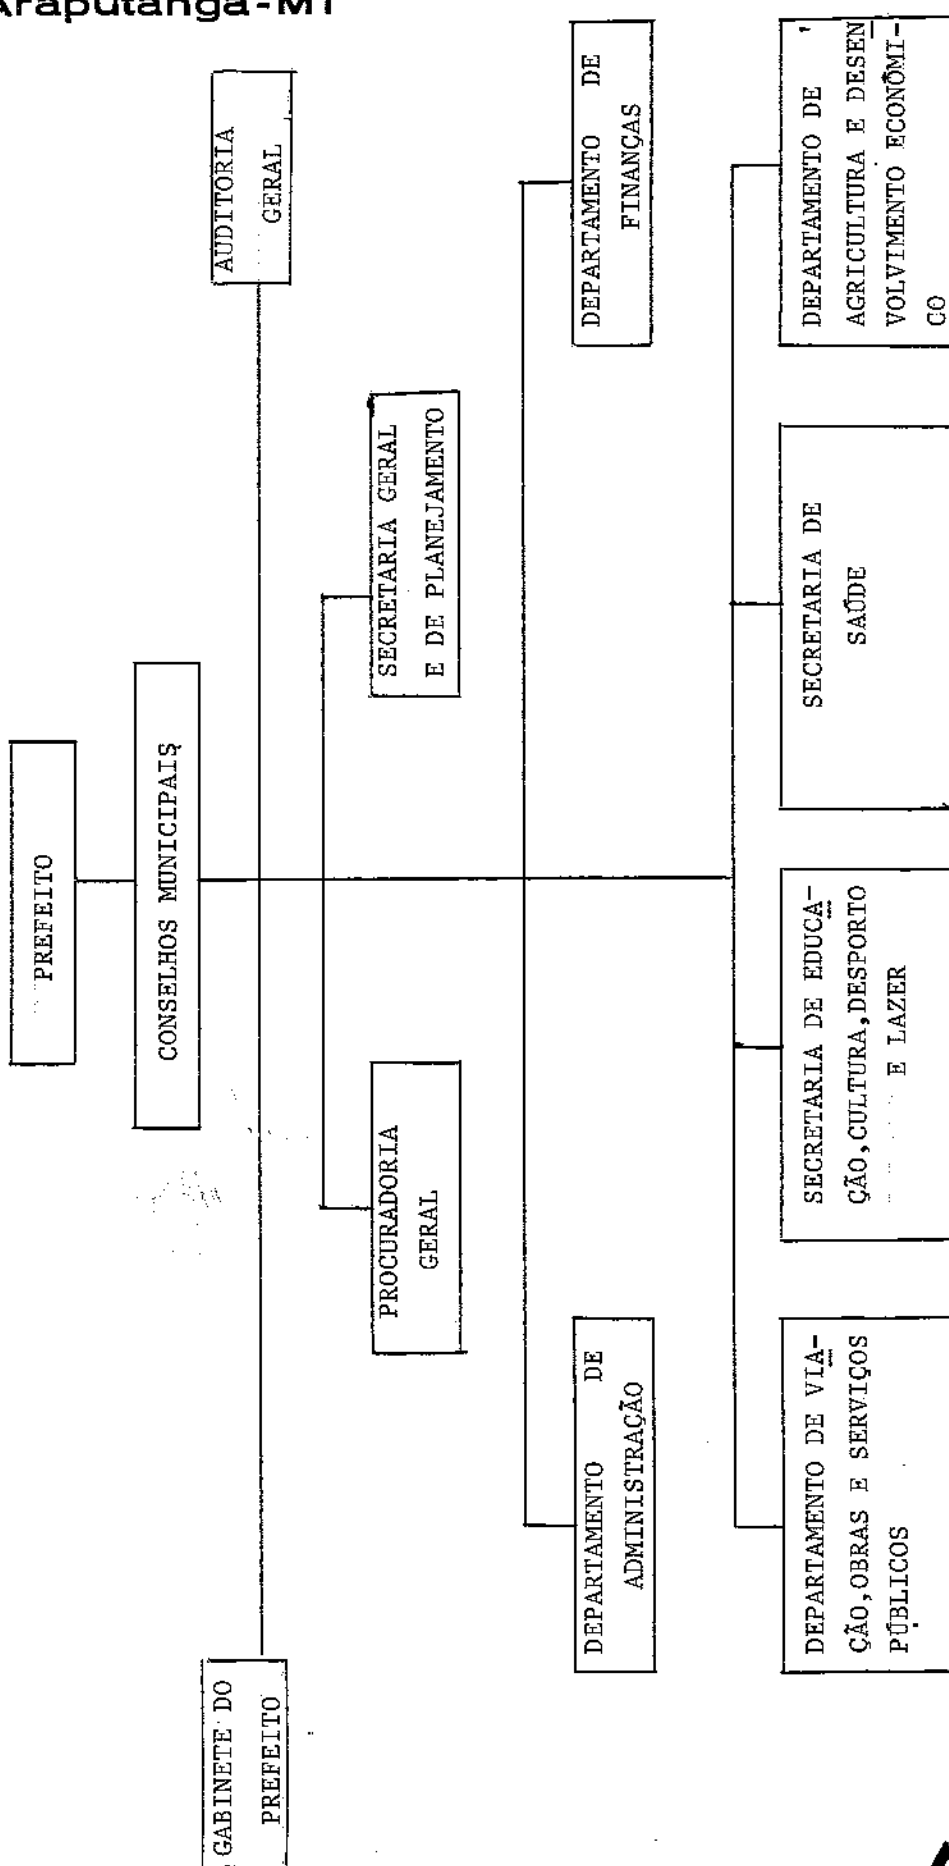 Araputanga-MT
PREFEITO
CONSELHOS MUNICIPAIS
GABINETE DO
PREFEITO
AUDITORIA
GERAL
PROCURADORIA
GERAL
SECRETARIA GERAL
E DE PLANEJAMENTO
DEPARTAMENTO DE
ADMINISTRAÇÃO
DEPARTAMENTO DE
FINANÇAS
DEPARTAMENTO DE VIA-
ÇÃO,OBRAS E SERVIÇOS
PÚBLICOS
SECRETARIA DE EDUCA-
ÇÃO,CULTURA,DESPORTO
E LAZER
SECRETARIA DE
SAÚDE
DEPARTAMENTO DE
AGRICULTURA E DESEN
VOLVIMENTO ECONÔMI-
CO